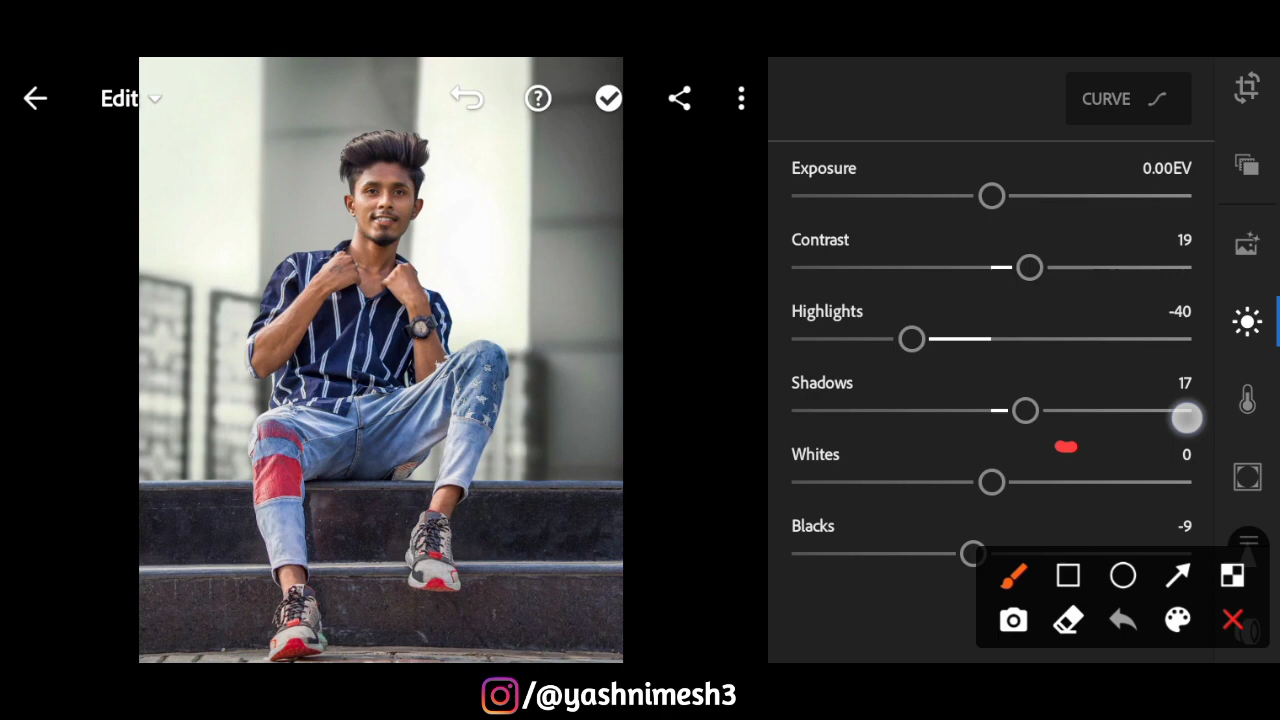 Edit
CURVE
Exposure 0.00EV
Contrast 19
Highlights -40
Shadows 17
Whites 0
Blacks -9
/@yashnimesh3